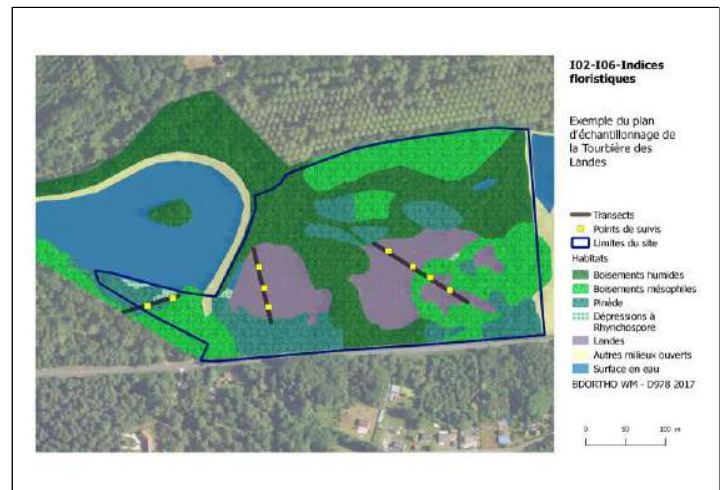 I02-I06-Indices
floristiques
Exemple du plan
d'échantillonnage de
la Tourbière des
Landes
Transects
Points de suivis
Limites du site
Habitats
Boisements humides
Boisements mésophiles
Pinède
Dépressions à
Rhynchospore
Landes
Autres milieux ouverts
Surface en eau
BDORTHO WM - D978 2017
0 50 100 m